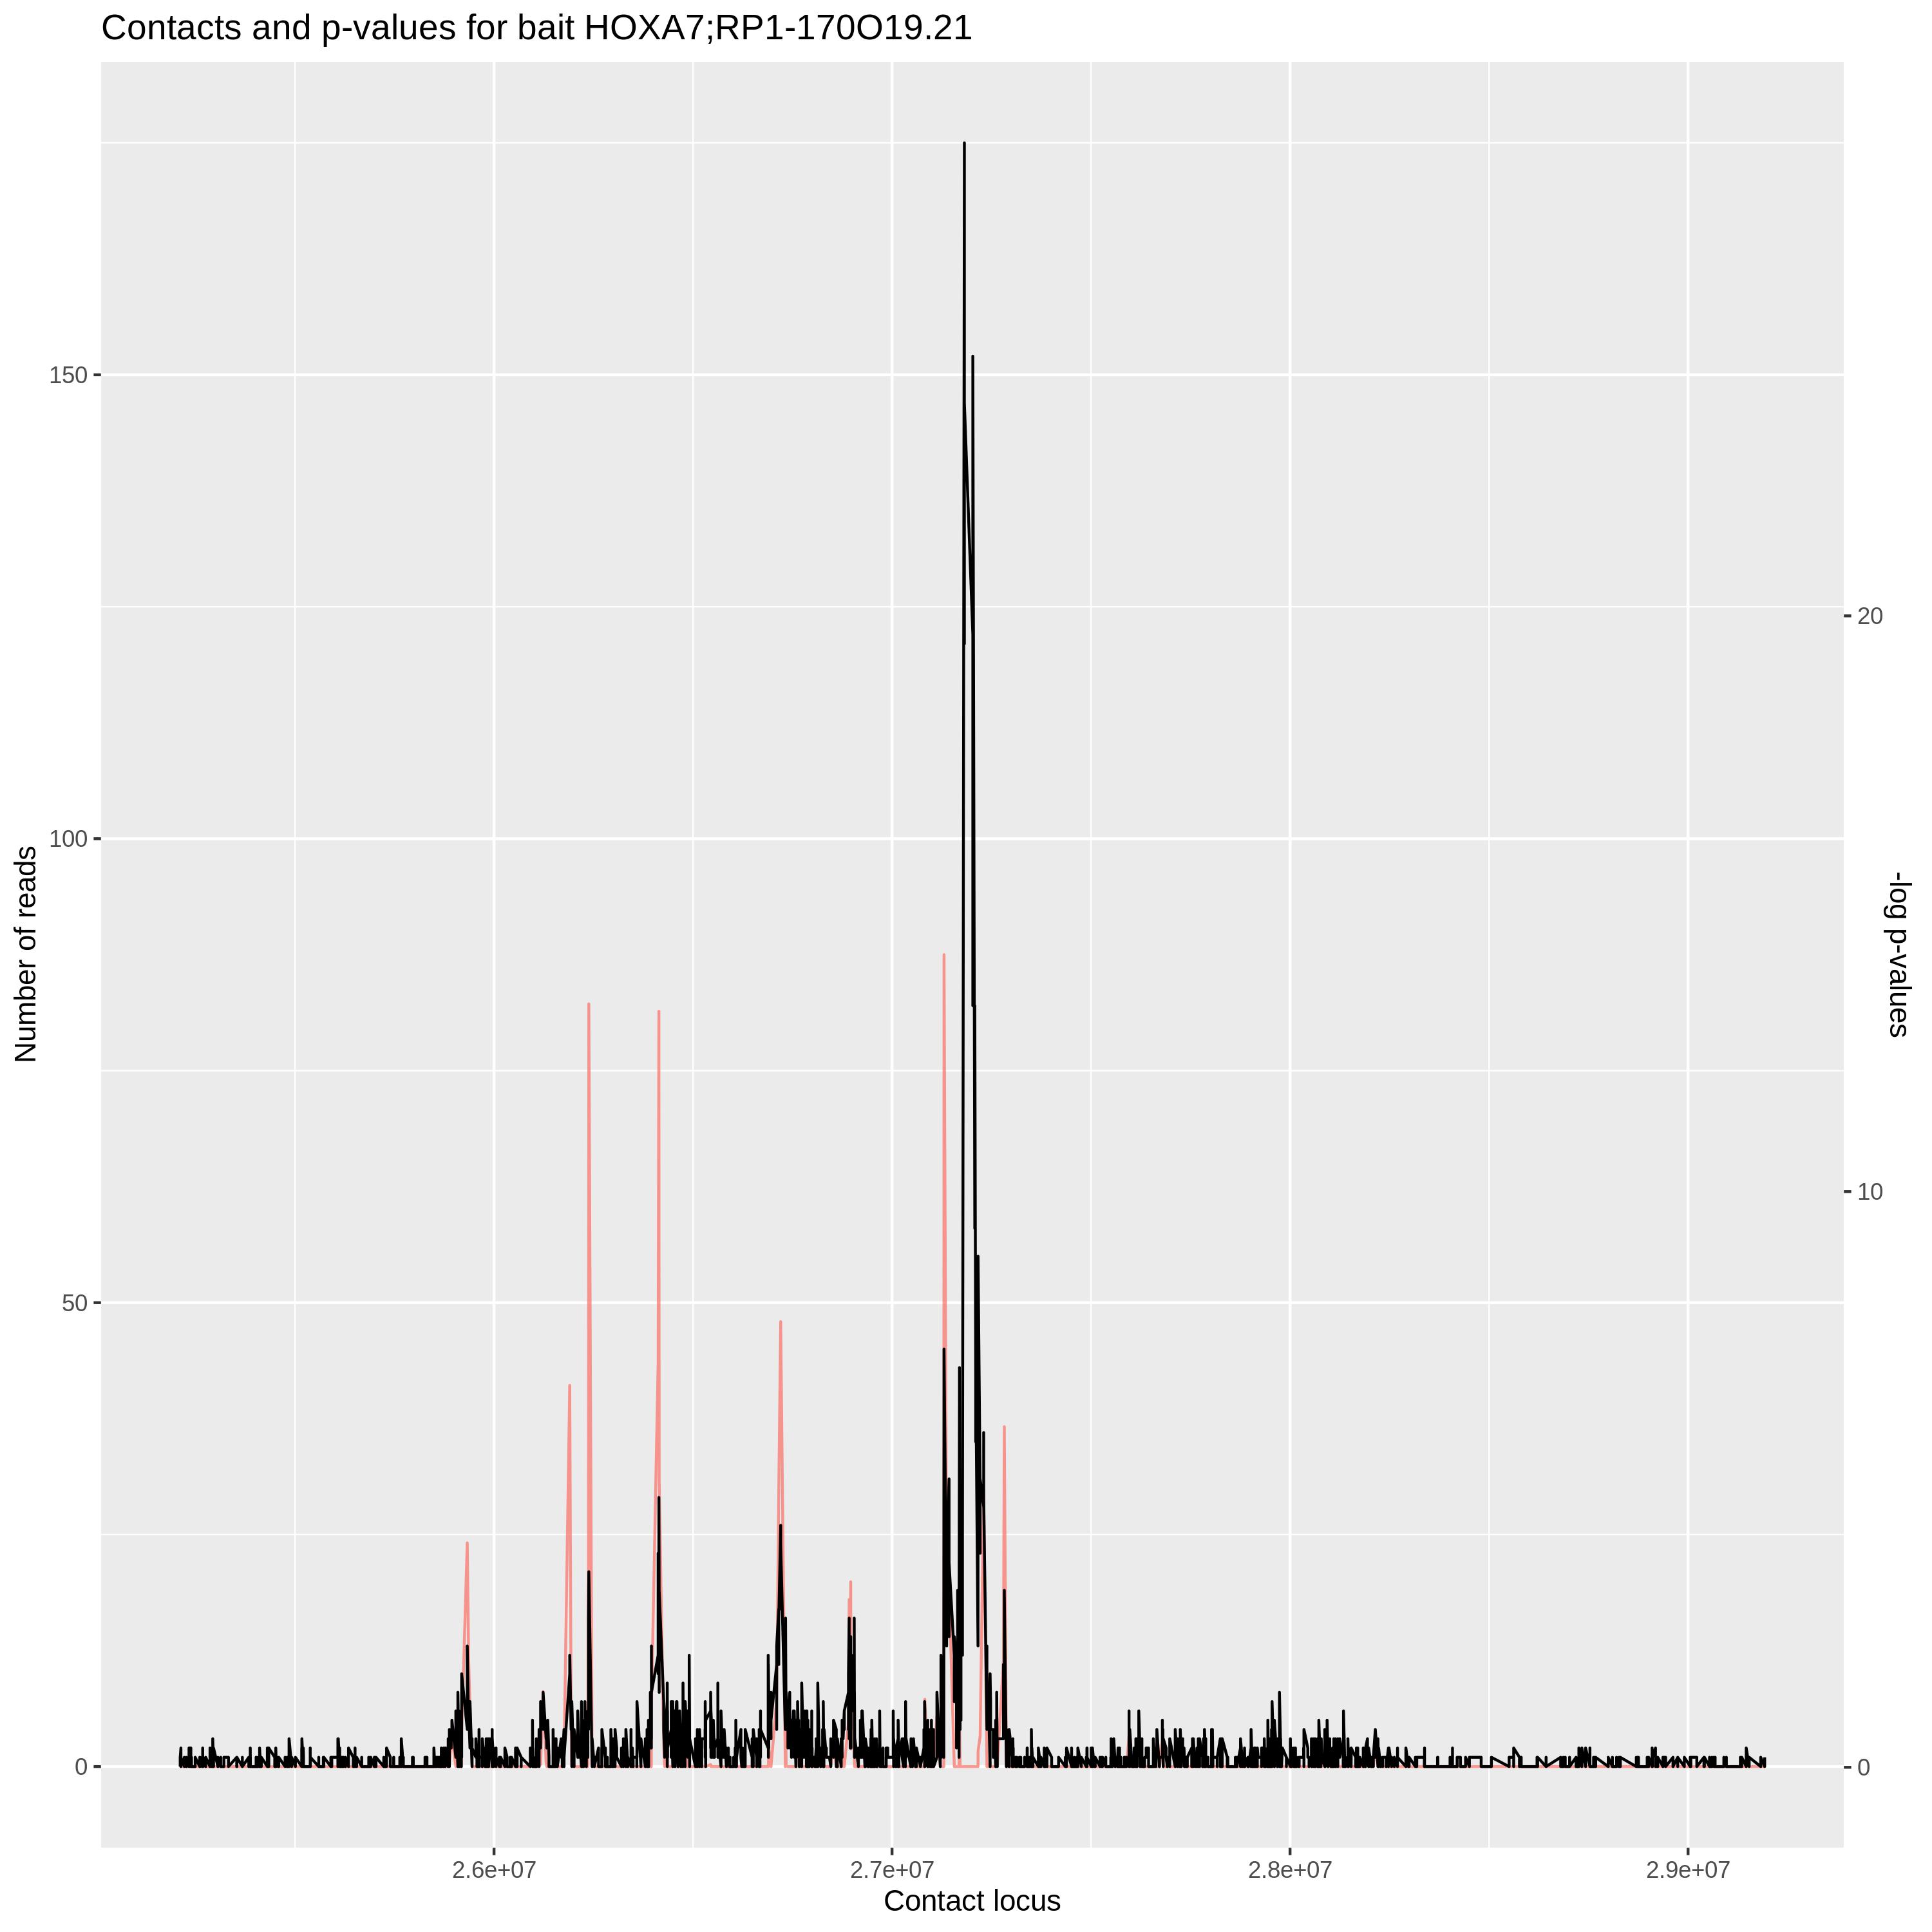 Contacts and p-values for bait HOXA7;RP1-170O19.21
150
100
50
0
20
10
0
Number of reads
-log p-values
2.6e+07 2.7e+07 2.8e+07 2.9e+07
Contact locus